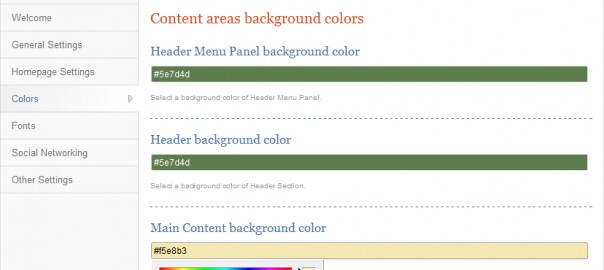 Welcome
General Settings
Homepage Settings
Colors
Fonts
Social Networking
Other Settings
Content areas background colors
Header Menu Panel background color
#5e7d4d
Select a background color of Header Menu Panel.
Header background color
#5e7d4d
Select a background color of Header Section.
Main Content background color
#f5e8b3